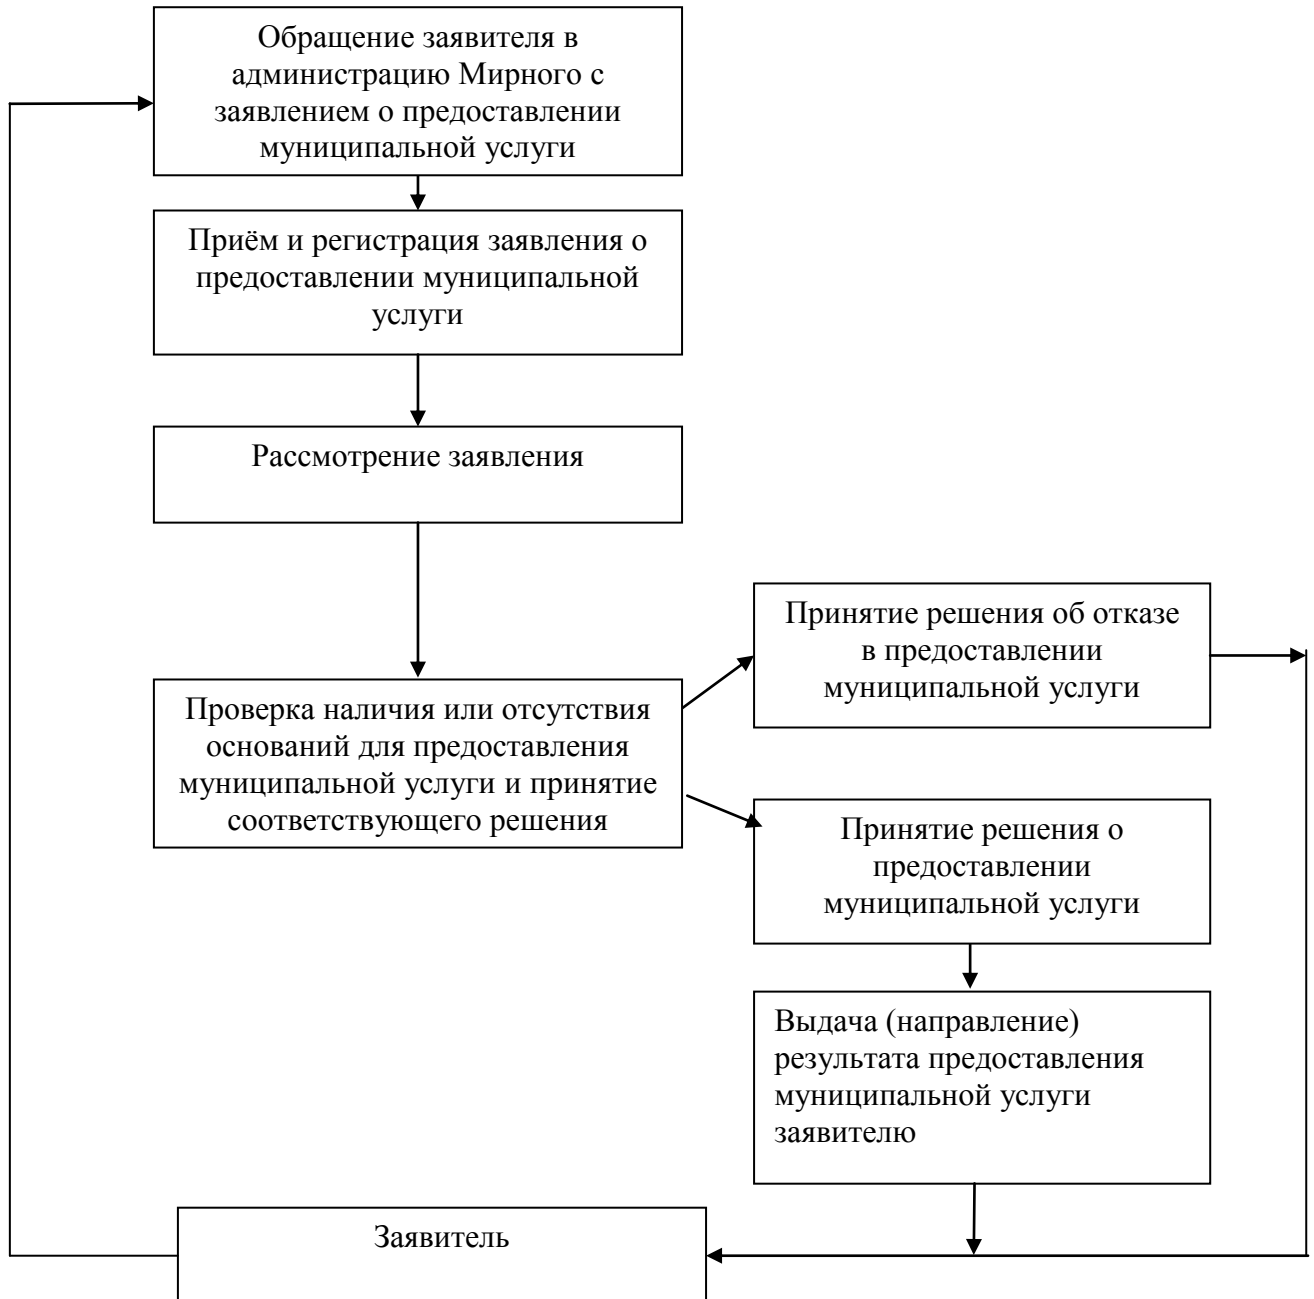 Обращение заявителя в
администрацию Мирного с
заявлением о предоставлении
муниципальной услуги
Приём и регистрация заявления о
предоставлении муниципальной
услуги
Рассмотрение заявления
Проверка наличия или отсутствия
оснований для предоставления
муниципальной услуги и принятие
соответствующего решения
Принятие решения об отказе
в предоставлении
муниципальной услуги
Принятие решения о
предоставлении
муниципальной услуги
Выдача (направление)
результата предоставления
муниципальной услуги
заявителю
Заявитель